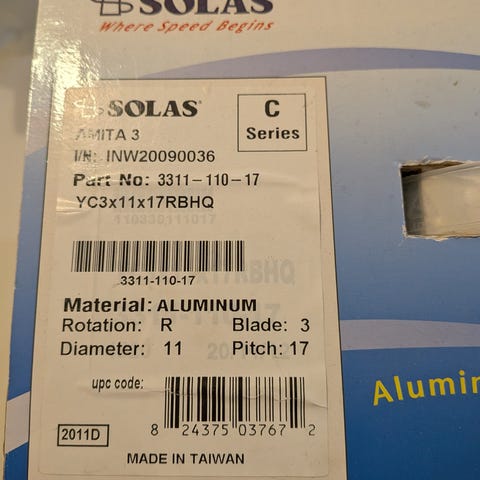 SOLAS
Where Speed Begins
SOLAS®
C
Series
AMITA 3
I/N: INW20090036
Part No: 3311-110-17
YC3x11x17RBHQ
3311-110-17
Material: ALUMINUM
Rotation: R Blade: 3
Diameter: 11 Pitch: 17
upc code:
8 24375 03767 2
2011D
MADE IN TAIWAN
Alumin